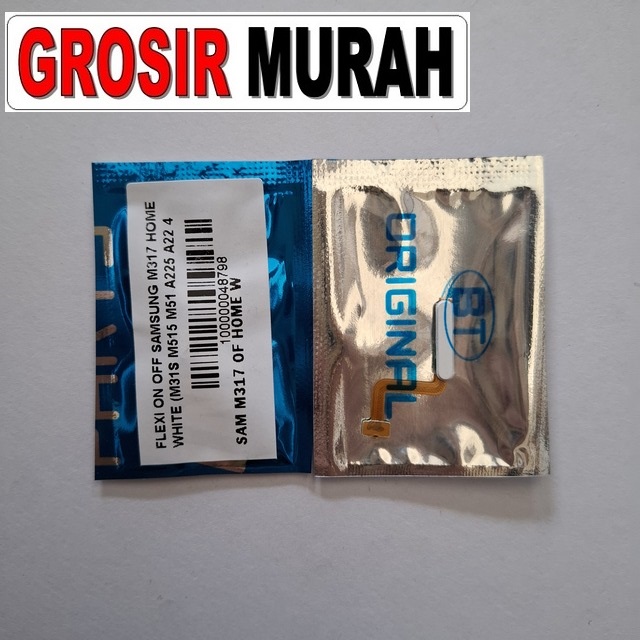 GROSIR MURAH
FLEXI ON OFF SAMSUNG M317 HOME
WHITE (M31S M515 M51 A225 A22 4
100000048798
SAM M317 OF HOME W
BT
ORIGINAL